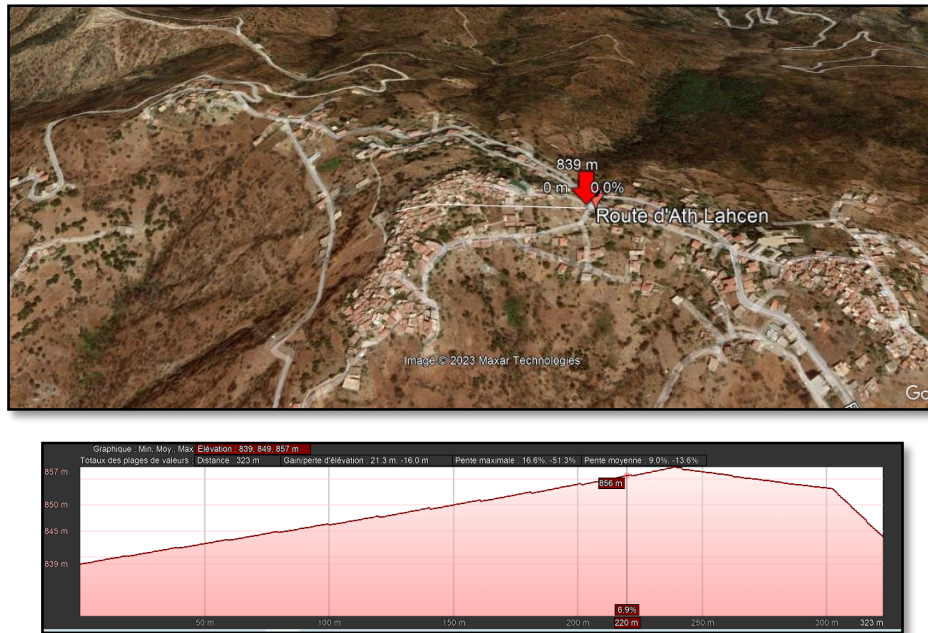 839 m
0 m 0,0%
Route d'Ath Lahcen
Image © 2023 Maxar Technologies
Go
Graphique : Min. Moy., Max Élévation : 839, 849, 857 m
Totaux des plages de valeurs : Distance : 323 m Gain/perte d'élévation : 21.3 m, -16.0 m Pente maximale : 16.6%, -51.3% Pente moyenne : 9.0%, -13.6%
857 m
856 m
850 m
845 m
839 m
6.9%
50 m 100 m 150 m 200 m 220 m 250 m 300 m 323 m